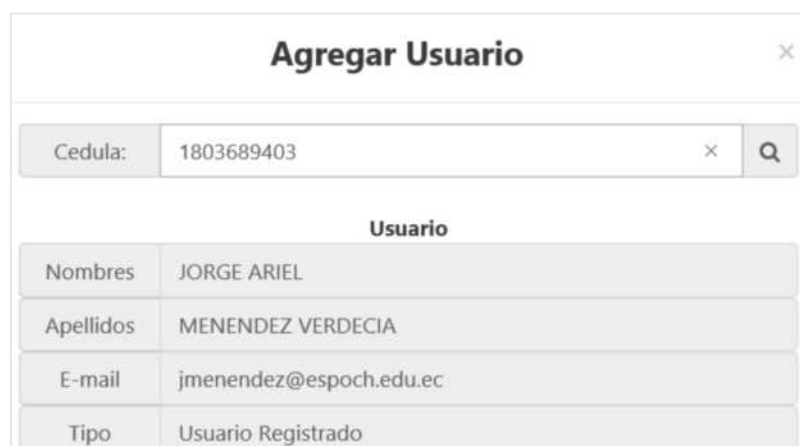 Agregar Usuario ×
Cedula: 1803689403 ×
Usuario
Nombres JORGE ARIEL
Apellidos MENENDEZ VERDECIA
E-mail jmenendez@espoch.edu.ec
Tipo Usuario Registrado